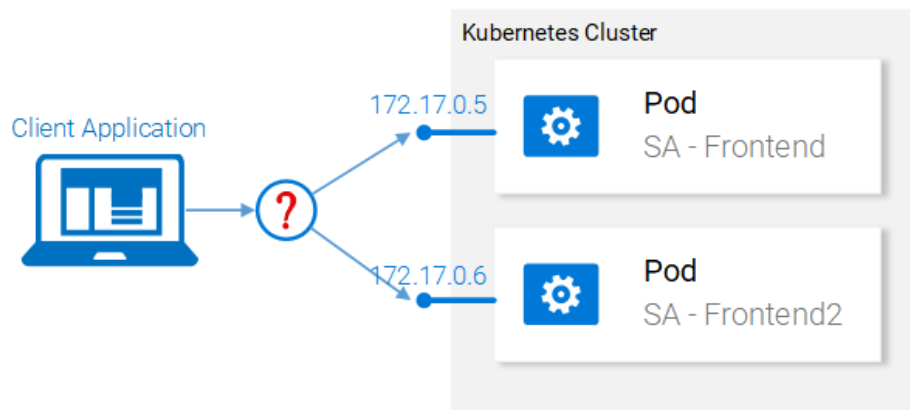 Kubernetes Cluster
172.17.0.5
Pod
SA - Frontend
Client Application
?
172.17.0.6
Pod
SA - Frontend2